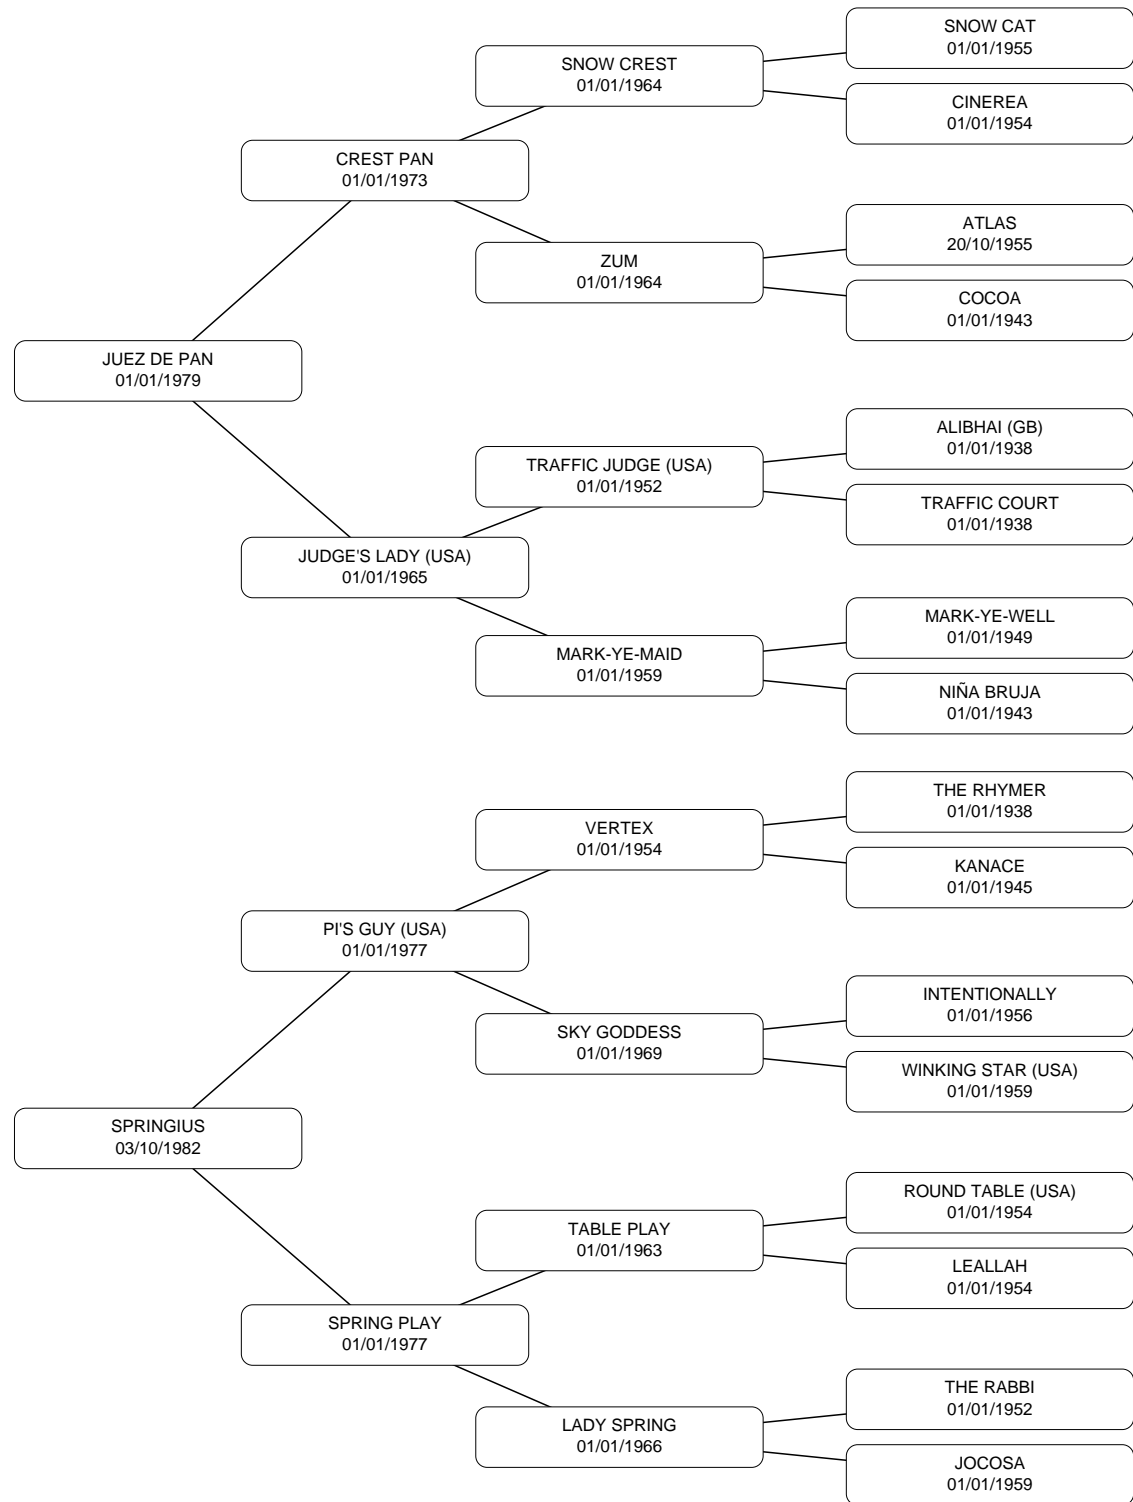 SNOW CAT
01/01/1955
SNOW CREST
01/01/1964
CINEREA
01/01/1954
CREST PAN
01/01/1973
ATLAS
20/10/1955
ZUM
01/01/1964
COCOA
01/01/1943
JUEZ DE PAN
01/01/1979
ALIBHAI (GB)
01/01/1938
TRAFFIC JUDGE (USA)
01/01/1952
TRAFFIC COURT
01/01/1938
JUDGE'S LADY (USA)
01/01/1965
MARK-YE-WELL
01/01/1949
MARK-YE-MAID
01/01/1959
NIÑA BRUJA
01/01/1943
THE RHYMER
01/01/1938
VERTEX
01/01/1954
KANACE
01/01/1945
PI'S GUY (USA)
01/01/1977
INTENTIONALLY
01/01/1956
SKY GODDESS
01/01/1969
WINKING STAR (USA)
01/01/1959
SPRINGIUS
03/10/1982
ROUND TABLE (USA)
01/01/1954
TABLE PLAY
01/01/1963
LEALLAH
01/01/1954
SPRING PLAY
01/01/1977
THE RABBI
01/01/1952
LADY SPRING
01/01/1966
JOCOSA
01/01/1959